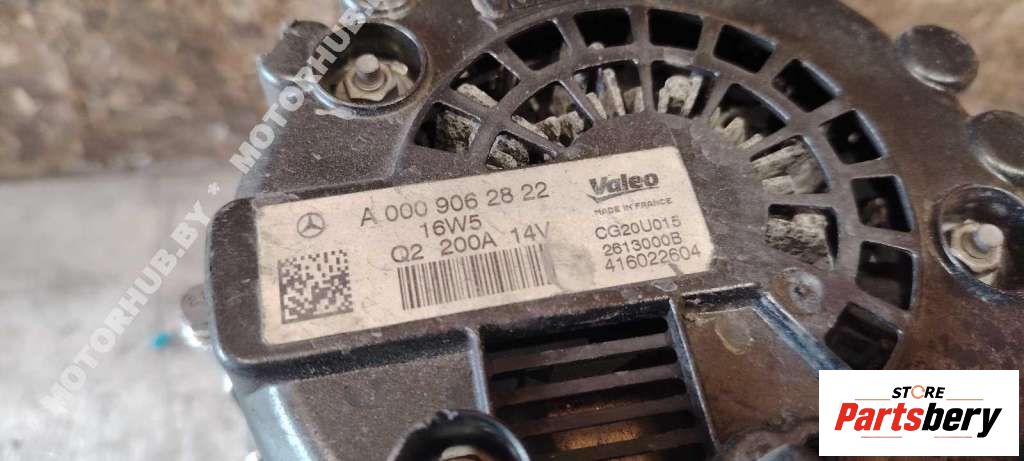 MOTORHUB.BY * MOTORHUB.BY
A 000 906 28 22
16W5
Q2 200A 14V
Valeo
MADE IN FRANCE
CG20U015
2613000B
416022604
STORE
Partsbery